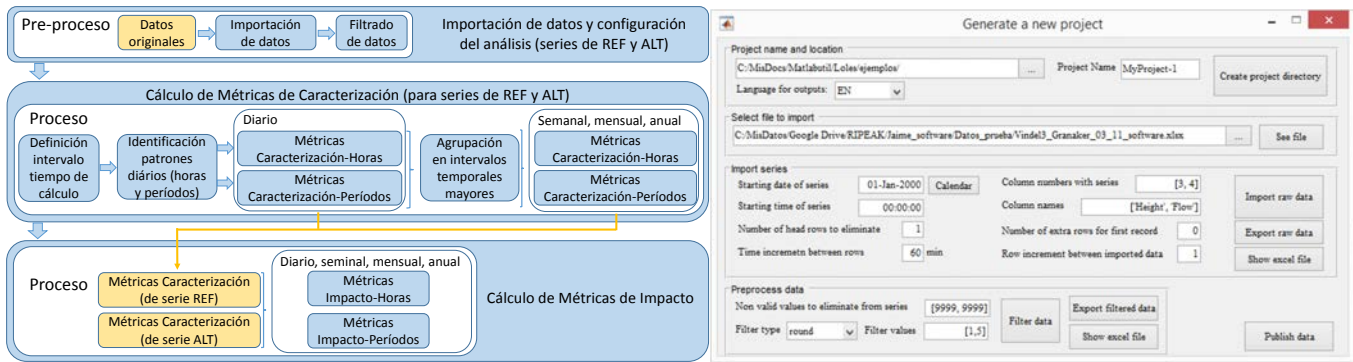 Pre-proceso
Datos
originales
Importación
de datos
Filtrado
de datos
Importación de datos y configuración
del análisis (series de REF y ALT)
Cálculo de Métricas de Caracterización (para series de REF y ALT)
Proceso
Definición
intervalo
tiempo de
cálculo
Identificación
patrones
diários (horas
y períodos)
Diario
Métricas
Caracterización-Horas
Métricas
Caracterización-Períodos
Agrupación
en intervalos
temporales
mayores
Semanal, mensual, anual
Métricas
Caracterización-Horas
Métricas
Caracterización-Períodos
Proceso
Métricas Caracterización
(de serie REF)
Métricas Caracterización
(de serie ALT)
Diario, seminal, mensual, anual
Métricas
Impacto-Horas
Métricas
Impacto-Períodos
Cálculo de Métricas de Impacto
Generate a new project
Project name and location
C:/MisDocs/Matlabutil/Loles/ejemplos/
...
Project Name
MyProject-1
Create project directory
Language for outputs:
EN
Select file to import
C:/MisDatos/Google Drive/RIPEAK/Jaime_software/Datos_prueba/Vindel3_Granaker_03_11_software.xlsx
...
See file
Import series
Starting date of series
01-Jan-2000
Calendar
Column numbers with series
[3, 4]
Import raw data
Starting time of series
00:00:00
Column names
['Height', 'Flow']
Number of head rows to eliminate
1
Number of extra rows for first record
0
Export raw data
Time incremetn between rows
60
min
Row increment between imported data
1
Show excel file
Preprocess data
Non valid values to eliminate from series
[9999, 9999]
Filter data
Export filtered data
Filter type
round
Filter values
[1,5]
Show excel file
Publish data